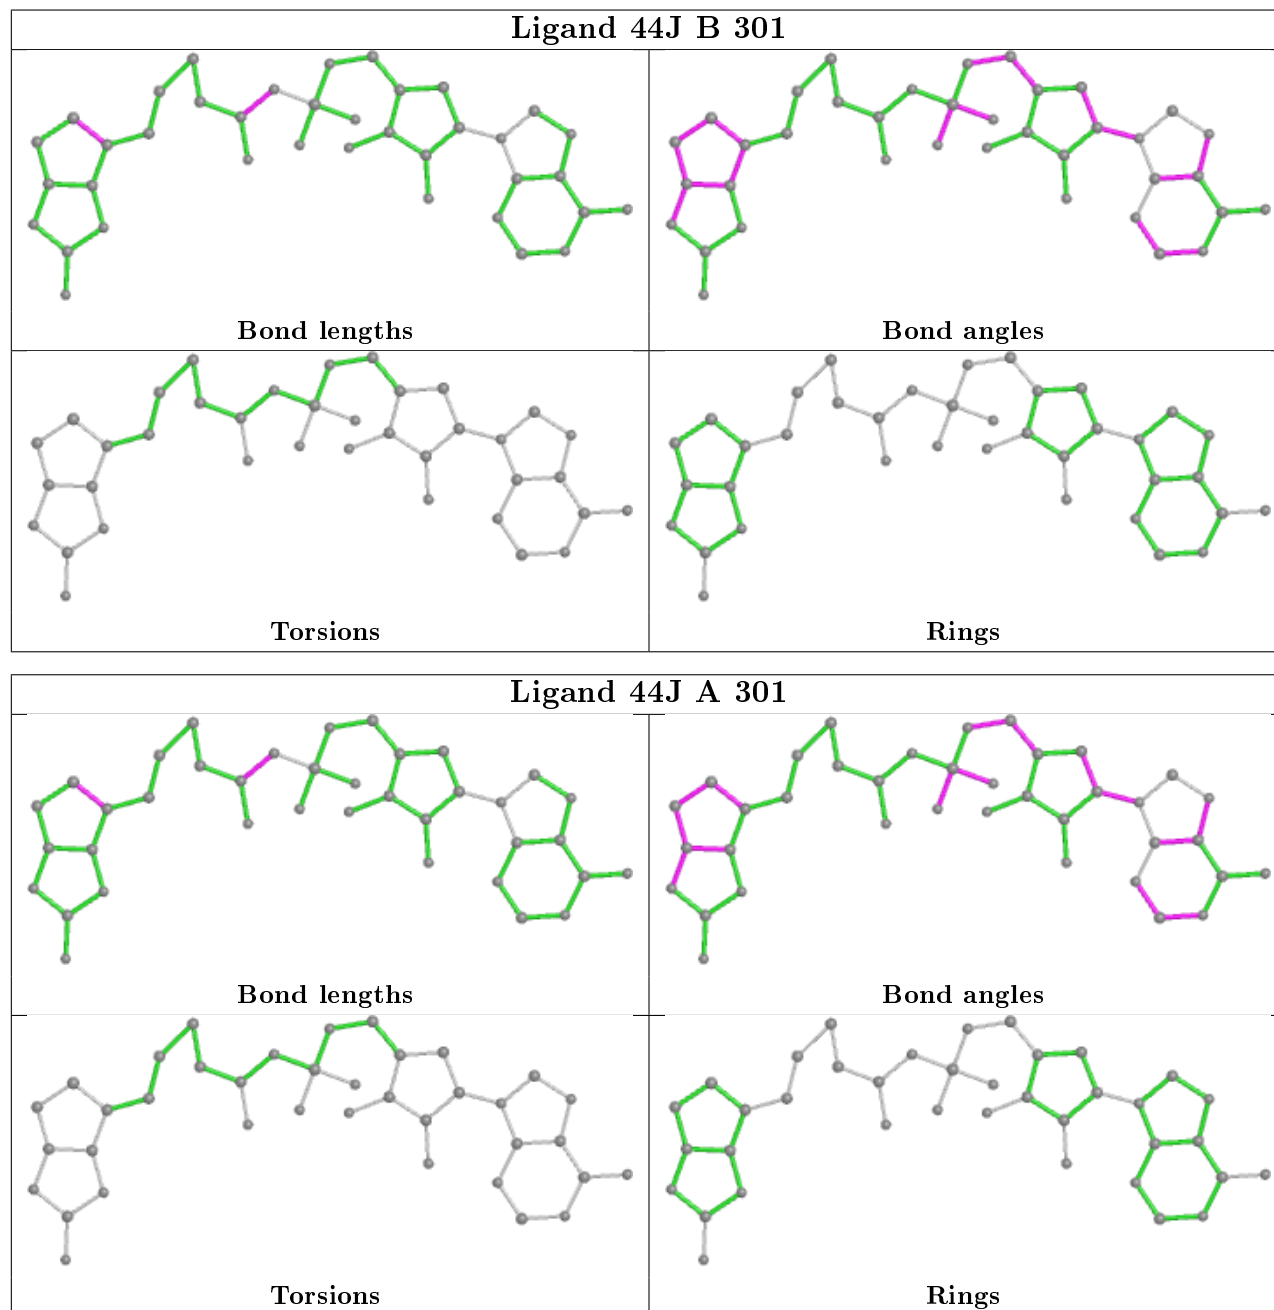 Ligand 44J B 301
Bond lengths
Bond angles
Torsions
Rings
Ligand 44J A 301
Bond lengths
Bond angles
Torsions
Rings